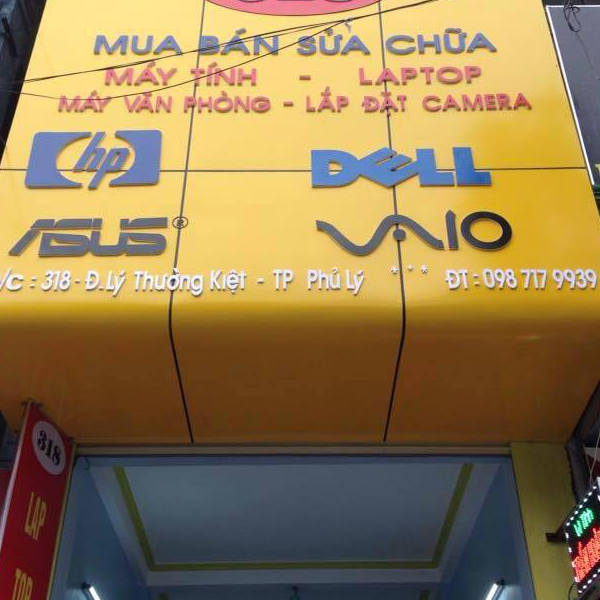 MUA BÁN SỬA CHỮA
MÁY TÍNH - LAPTOP
MÁY VĂN PHÒNG - LẮP ĐẶT CAMERA
hp DELL
ASUS® VAIO
/c : 318 - Đ.Lý Thường Kiệt - TP Phủ Lý *** ĐT : 098 717 9939
318
LAP
TOP